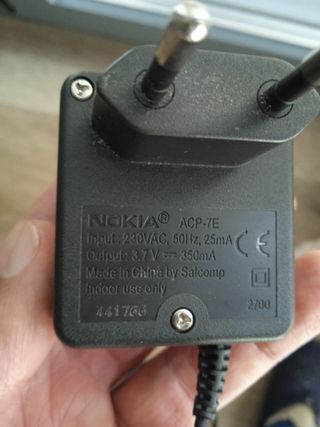 NOKIA® ACP-7E
Input: 230VAC, 50Hz, 25mA
Output: 3.7 V ⎓ 350mA
Made in China by Salcomp
Indoor use only
441766 2700
CE